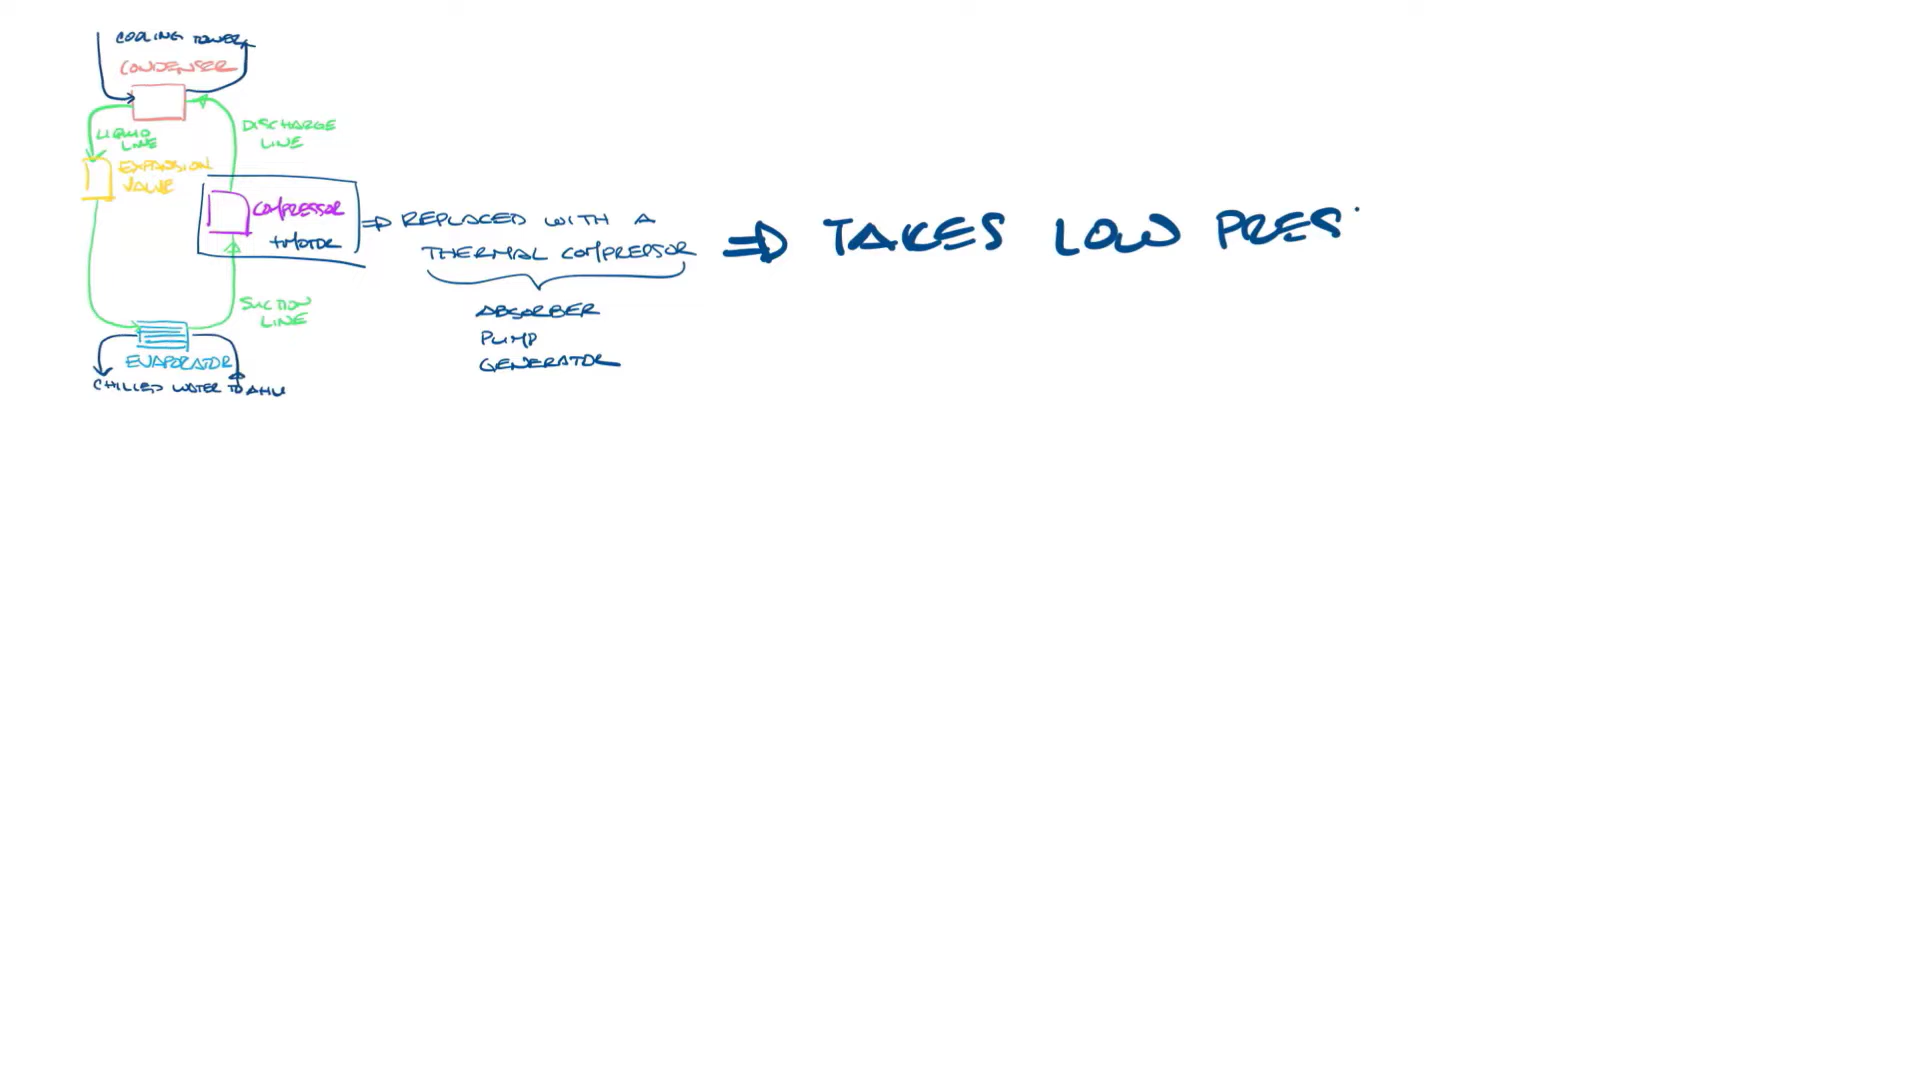 COOLING TOWER
CONDENSER
LIQUID
LINE
DISCHARGE
LINE
EXPANSION
VALVE
COMPRESSOR
+MOTOR
⇒ REPLACED WITH A
THERMAL COMPRESSOR
ABSORBER
PUMP
GENERATOR
⇒ TAKES LOW PRES
SUCTION
LINE
EVAPORATOR
CHILLED WATER TO AHU